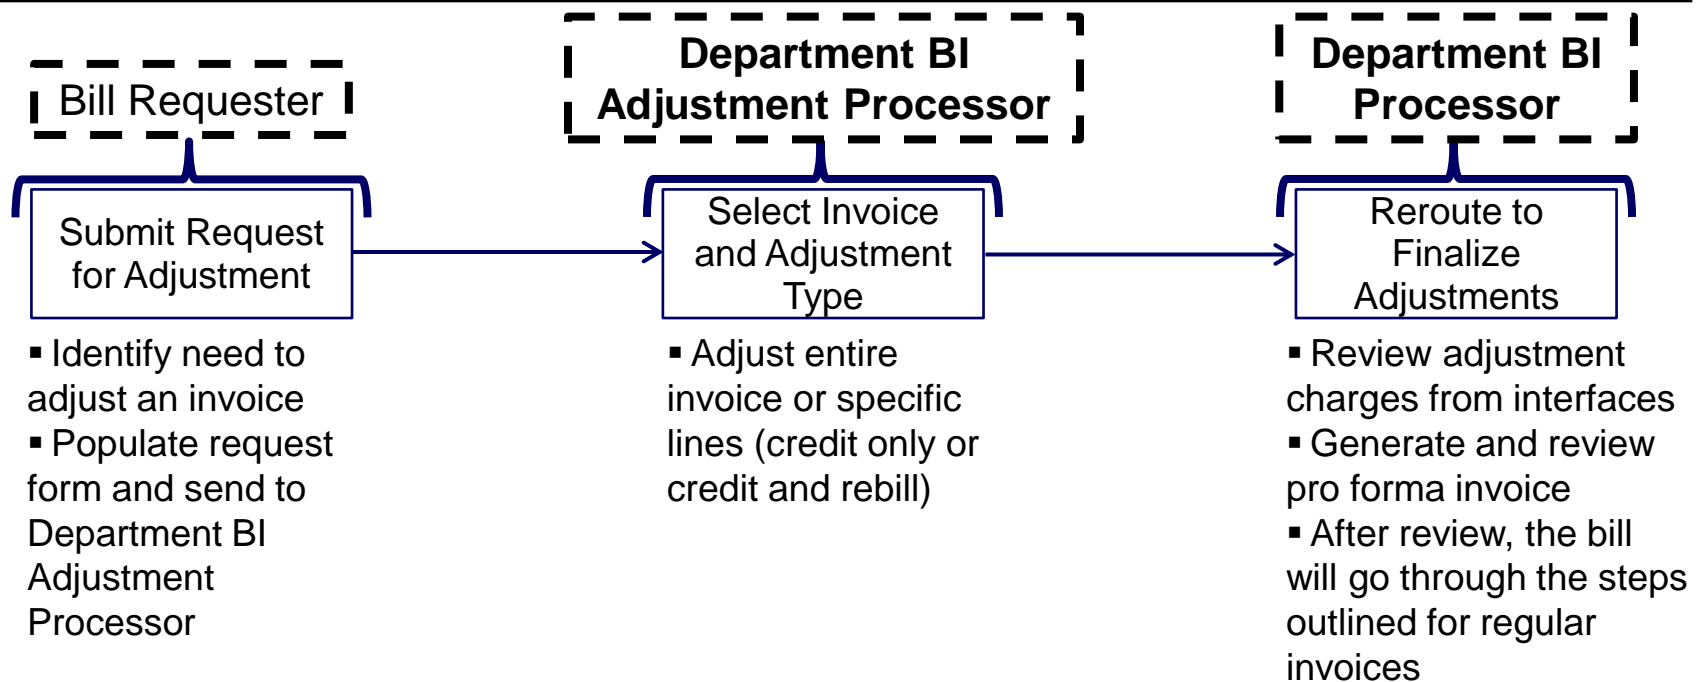 Bill Requester
Submit Request
for Adjustment
▪ Identify need to
adjust an invoice
▪ Populate request
form and send to
Department BI
Adjustment
Processor
Department BI
Adjustment Processor
Select Invoice
and Adjustment
Type
▪ Adjust entire
invoice or specific
lines (credit only or
credit and rebill)
Department BI
Processor
Reroute to
Finalize
Adjustments
▪ Review adjustment
charges from interfaces
▪ Generate and review
pro forma invoice
▪ After review, the bill
will go through the steps
outlined for regular
invoices